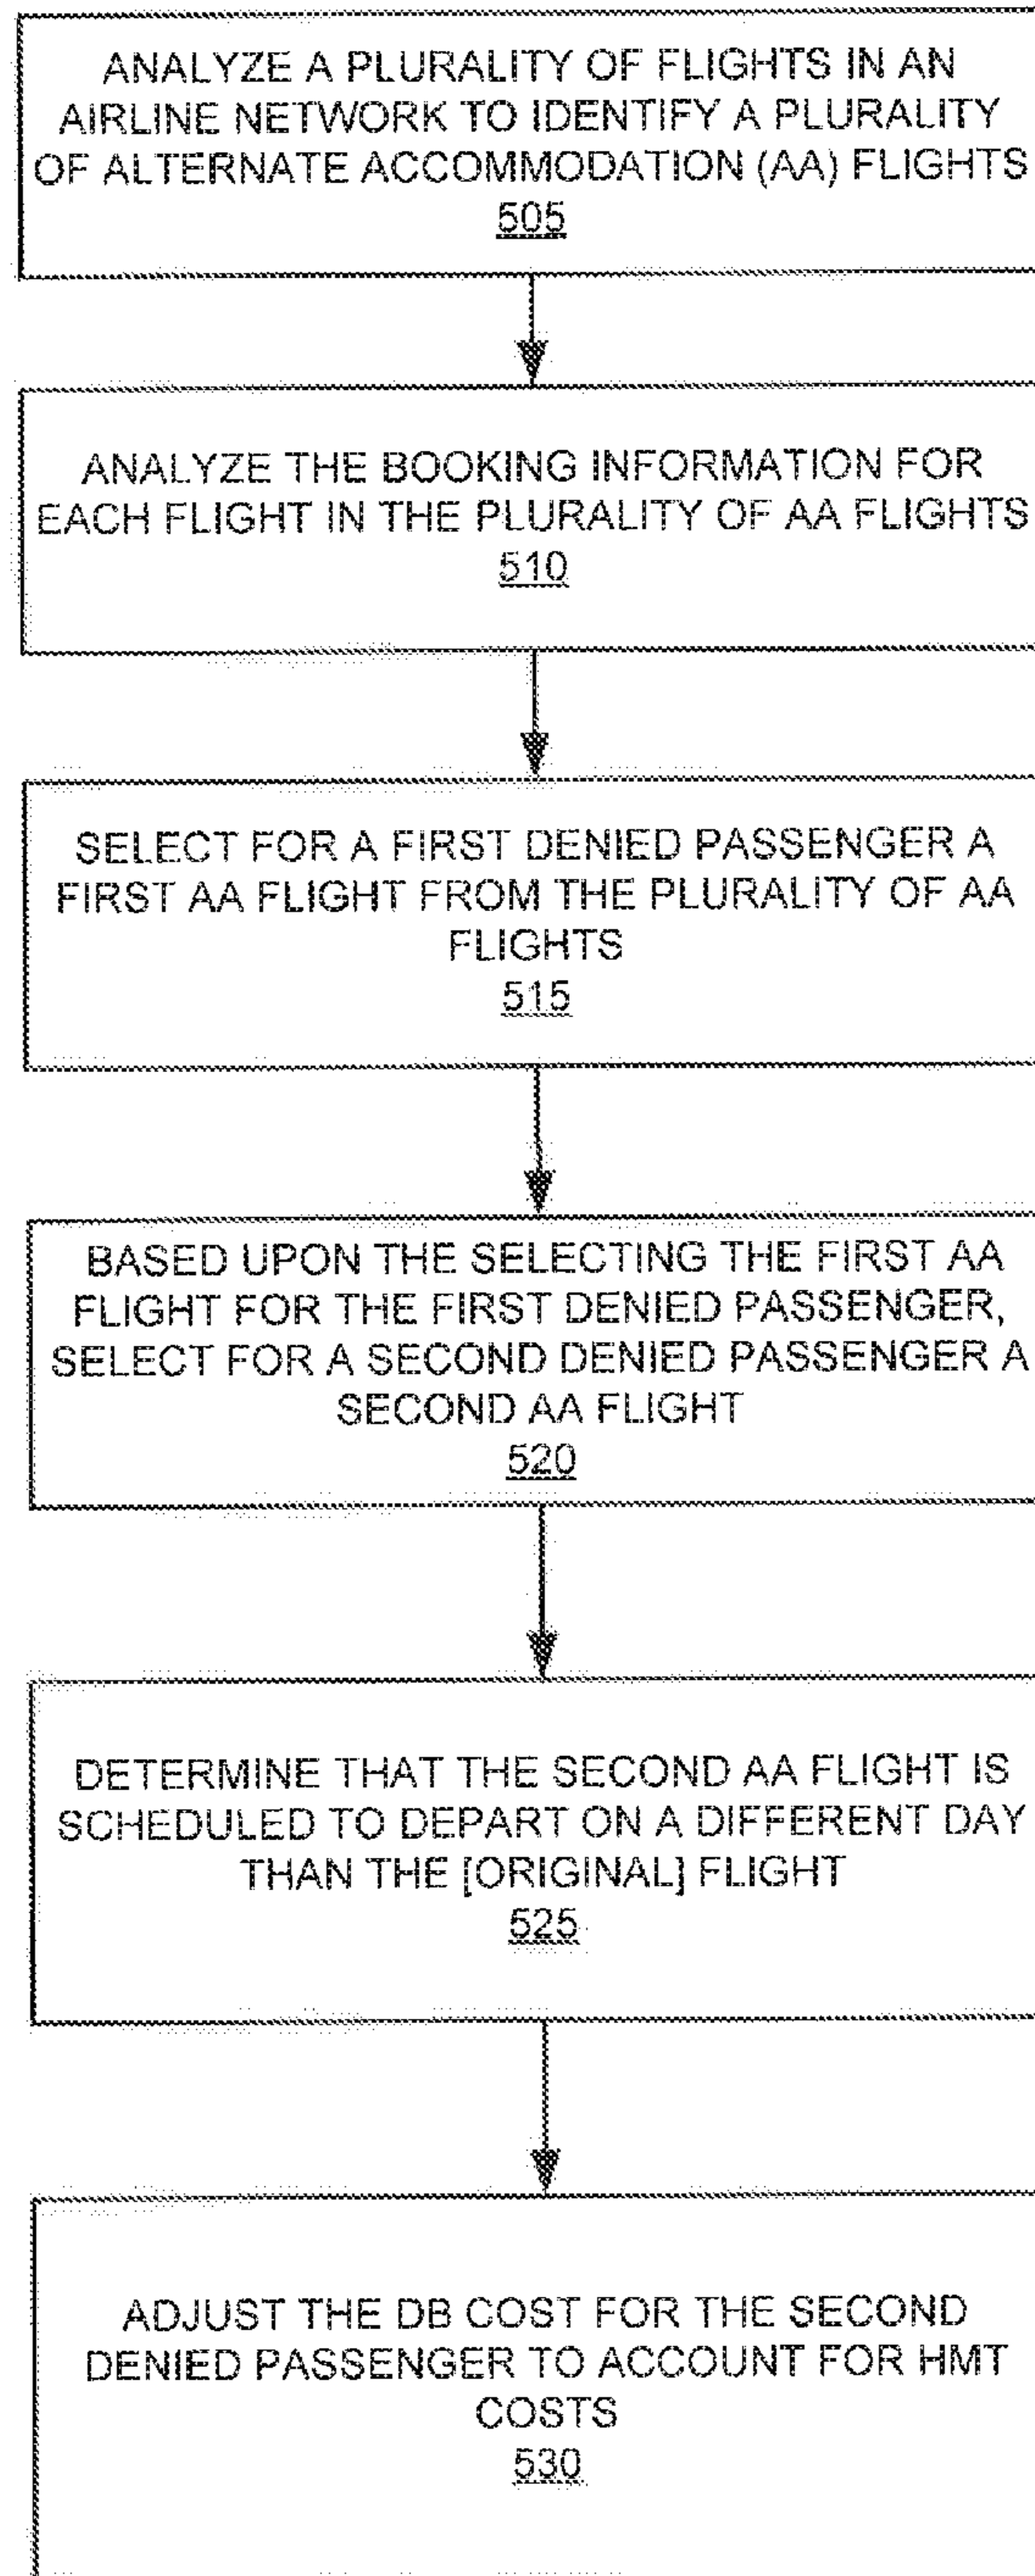 ANALYZE A PLURALITY OF FLIGHTS IN AN
AIRLINE NETWORK TO IDENTIFY A PLURALITY
OF ALTERNATE ACCOMMODATION (AA) FLIGHTS
505
ANALYZE THE BOOKING INFORMATION FOR
EACH FLIGHT IN THE PLURALITY OF AA FLIGHTS
510
SELECT FOR A FIRST DENIED PASSENGER A
FIRST AA FLIGHT FROM THE PLURALITY OF AA
FLIGHTS
515
BASED UPON THE SELECTING THE FIRST AA
FLIGHT FOR THE FIRST DENIED PASSENGER,
SELECT FOR A SECOND DENIED PASSENGER A
SECOND AA FLIGHT
520
DETERMINE THAT THE SECOND AA FLIGHT IS
SCHEDULED TO DEPART ON A DIFFERENT DAY
THAN THE [ORIGINAL] FLIGHT
525
ADJUST THE DB COST FOR THE SECOND
DENIED PASSENGER TO ACCOUNT FOR HMT
COSTS
530